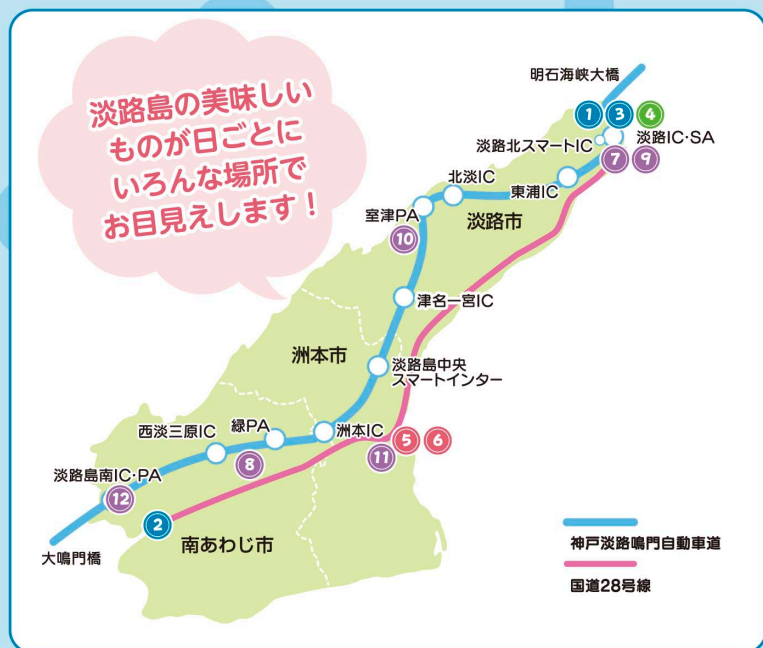 淡路島の美味しい
ものが日ごとに
いろんな場所で
お目見えします！
明石海峡大橋
1 3 4
淡路北スマートIC
淡路IC・SA
7 9
北淡IC
東浦IC
室津PA
淡路市
10
津名一宮IC
洲本市
淡路島中央
スマートインター
西淡三原IC
緑PA
洲本IC
5 6
8
11
淡路島南IC・PA
12
2
大鳴門橋
南あわじ市
神戸淡路鳴門自動車道
国道28号線